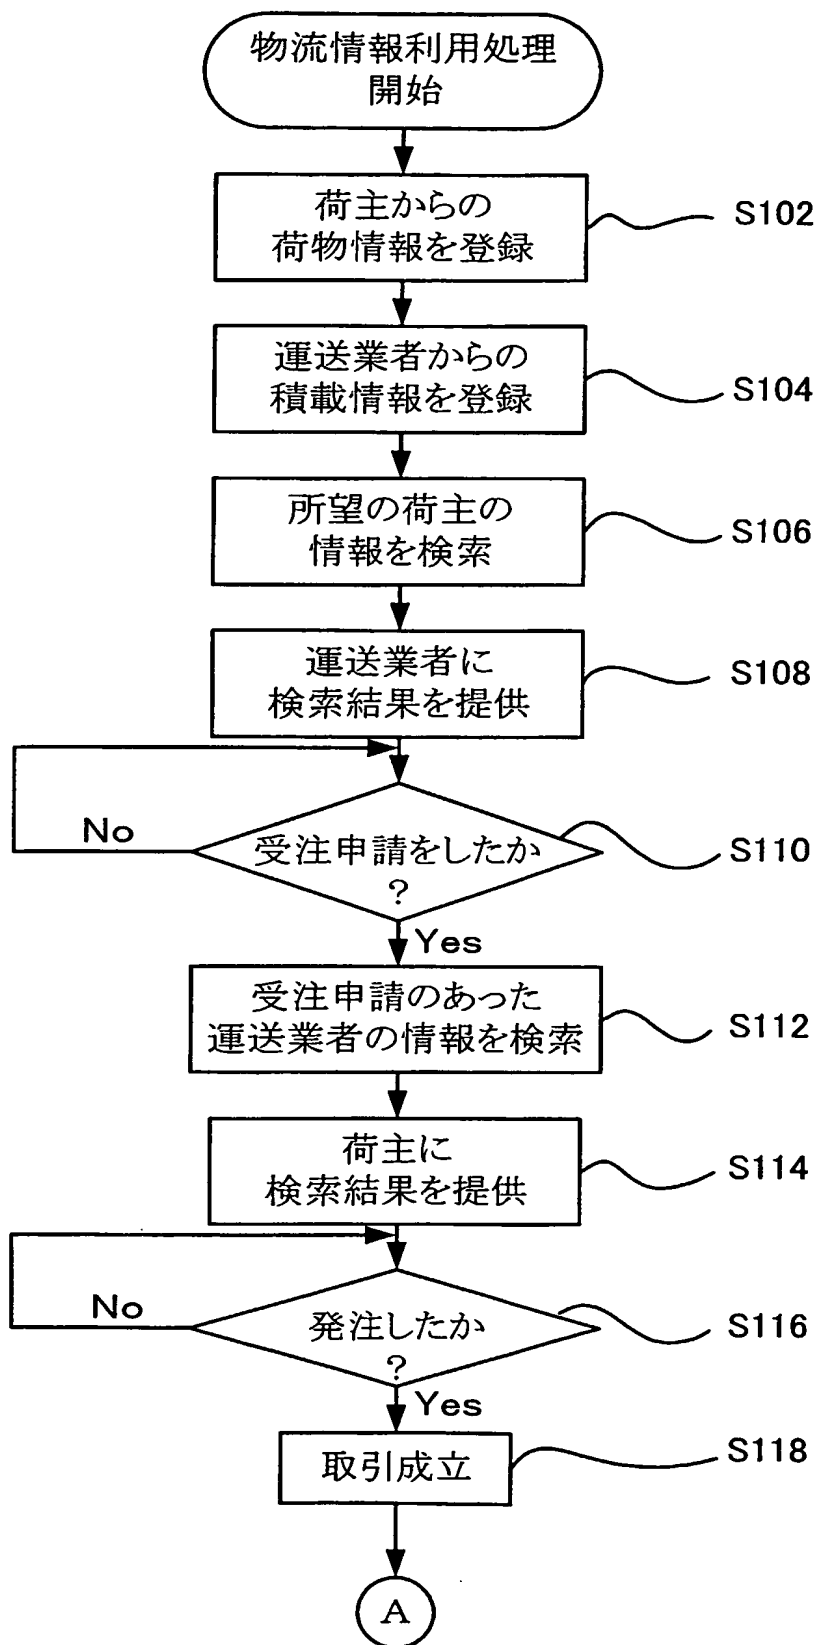 物流情報利用処理
開始
荷主からの
荷物情報を登録
S102
運送業者からの
積載情報を登録
S104
所望の荷主の
情報を検索
S106
運送業者に
検索結果を提供
S108
No
受注申請をしたか
?
S110
Yes
受注申請のあった
運送業者の情報を検索
S112
荷主に
検索結果を提供
S114
No
発注したか
?
S116
Yes
取引成立
S118
A